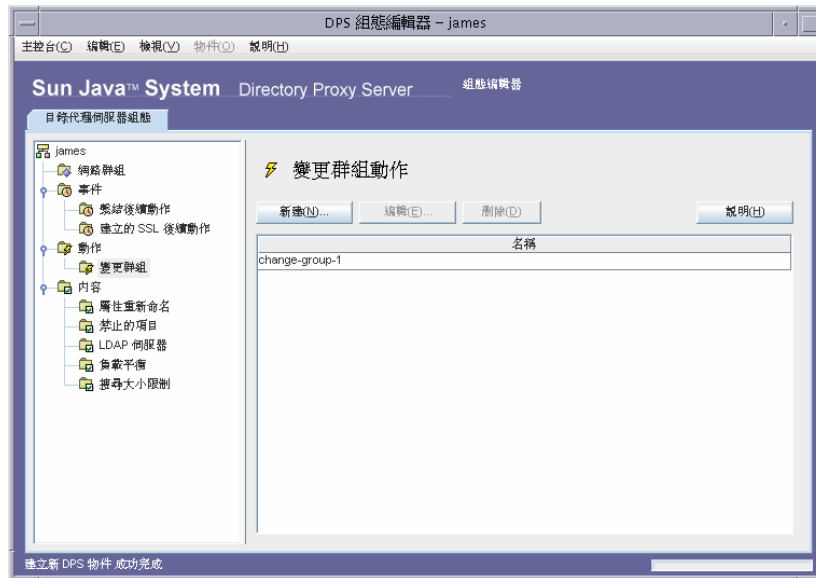 DPS 組態編輯器 – james
主控台(C) 編輯(E) 檢視(V) 物件(O) 說明(H)
Sun Java™ System Directory Proxy Server 組態編輯器
目錄代理伺服器組態
james
網路群組
事件
繫結後續動作
建立的 SSL 後續動作
動作
變更群組
內容
屬性重新命名
禁止的項目
LDAP 伺服器
負載平衡
搜尋大小限制
變更群組動作
新建(N)... 編輯(E)... 刪除(D) 說明(H)
名稱
change-group-1
建立新 DPS 物件 成功完成